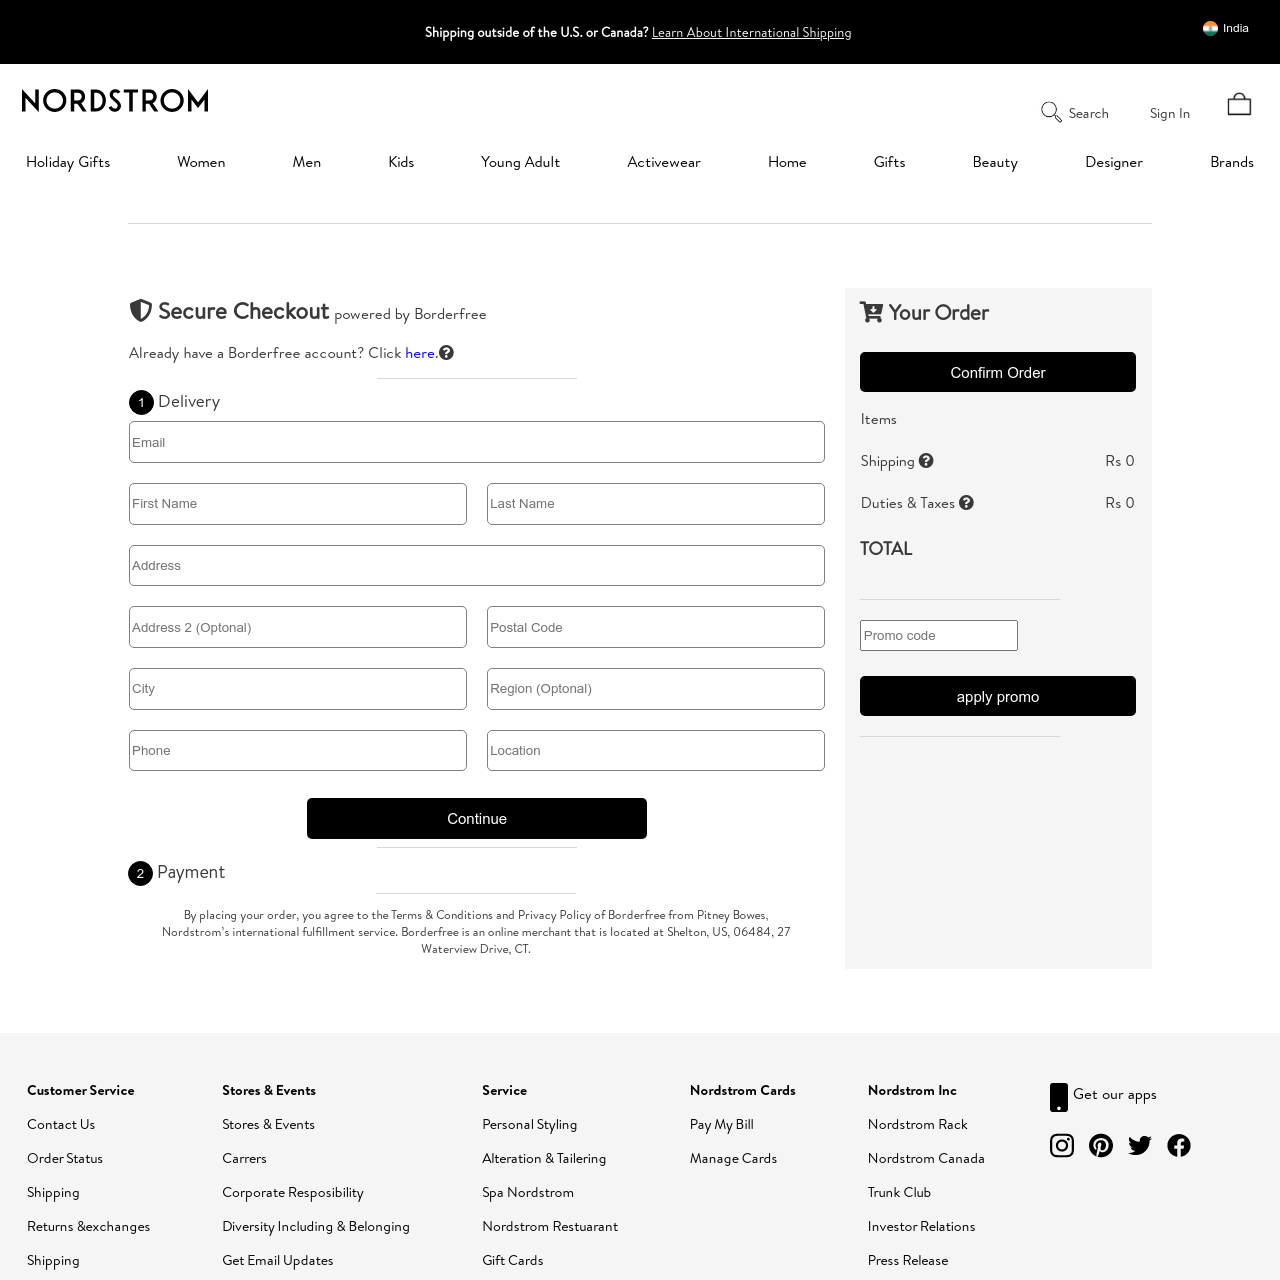 Shipping outside of the U.S. or Canada? Learn About International Shipping
India
NORDSTROM
Search
Sign In
Holiday Gifts Women Men Kids Young Adult Activewear Home Gifts Beauty Designer Brands
Secure Checkout powered by Borderfree
Already have a Borderfree account? Click here.
1 Delivery
Email
First Name Last Name
Address
Address 2 (Optonal) Postal Code
City Region (Optonal)
Phone Location
Continue
2 Payment
By placing your order, you agree to the Terms & Conditions and Privacy Policy of Borderfree from Pitney Bowes,
Nordstrom's international fulfillment service. Borderfree is an online merchant that is located at Shelton, US, 06484, 27
Waterview Drive, CT.
Your Order
Confirm Order
Items
Shipping Rs 0
Duties & Taxes Rs 0
TOTAL
Promo code
apply promo
Customer Service
Contact Us
Order Status
Shipping
Returns &exchanges
Shipping
Stores & Events
Stores & Events
Carrers
Corporate Resposibility
Diversity Including & Belonging
Get Email Updates
Service
Personal Styling
Alteration & Tailering
Spa Nordstrom
Nordstrom Restuarant
Gift Cards
Nordstrom Cards
Pay My Bill
Manage Cards
Nordstrom Inc
Nordstrom Rack
Nordstrom Canada
Trunk Club
Investor Relations
Press Release
Get our apps